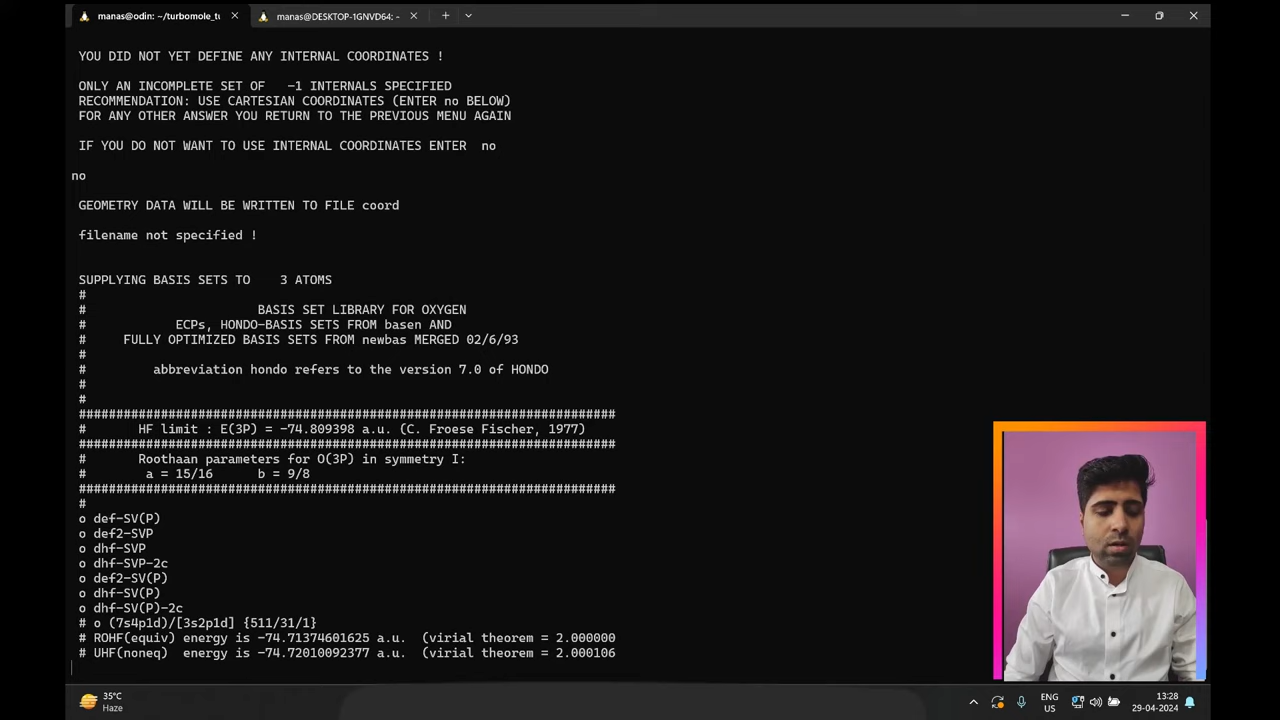 manas@odin: ~/turbomole_tu
manas@DESKTOP-1GNVD64: ~
YOU DID NOT YET DEFINE ANY INTERNAL COORDINATES !
ONLY AN INCOMPLETE SET OF   -1 INTERNALS SPECIFIED
RECOMMENDATION: USE CARTESIAN COORDINATES (ENTER no BELOW)
FOR ANY OTHER ANSWER YOU RETURN TO THE PREVIOUS MENU AGAIN
IF YOU DO NOT WANT TO USE INTERNAL COORDINATES ENTER  no
no
GEOMETRY DATA WILL BE WRITTEN TO FILE coord
filename not specified !
SUPPLYING BASIS SETS TO    3 ATOMS
#
#                       BASIS SET LIBRARY FOR OXYGEN
#            ECPs, HONDO-BASIS SETS FROM basen AND
#     FULLY OPTIMIZED BASIS SETS FROM newbas MERGED 02/6/93
#
#         abbreviation hondo refers to the version 7.0 of HONDO
#
#
########################################################################
#       HF limit : E(3P) = -74.809398 a.u. (C. Froese Fischer, 1977)
########################################################################
#       Roothaan parameters for O(3P) in symmetry I:
#        a = 15/16      b = 9/8
########################################################################
#
o def-SV(P)
o def2-SVP
o dhf-SVP
o dhf-SVP-2c
o def2-SV(P)
o dhf-SV(P)
o dhf-SV(P)-2c
# o (7s4p1d)/[3s2p1d] {511/31/1}
# ROHF(equiv) energy is -74.71374601625 a.u.  (virial theorem = 2.000000
# UHF(noneq)  energy is -74.72010092377 a.u.  (virial theorem = 2.000106
35°C
Haze
ENG
US
13:28
29-04-2024